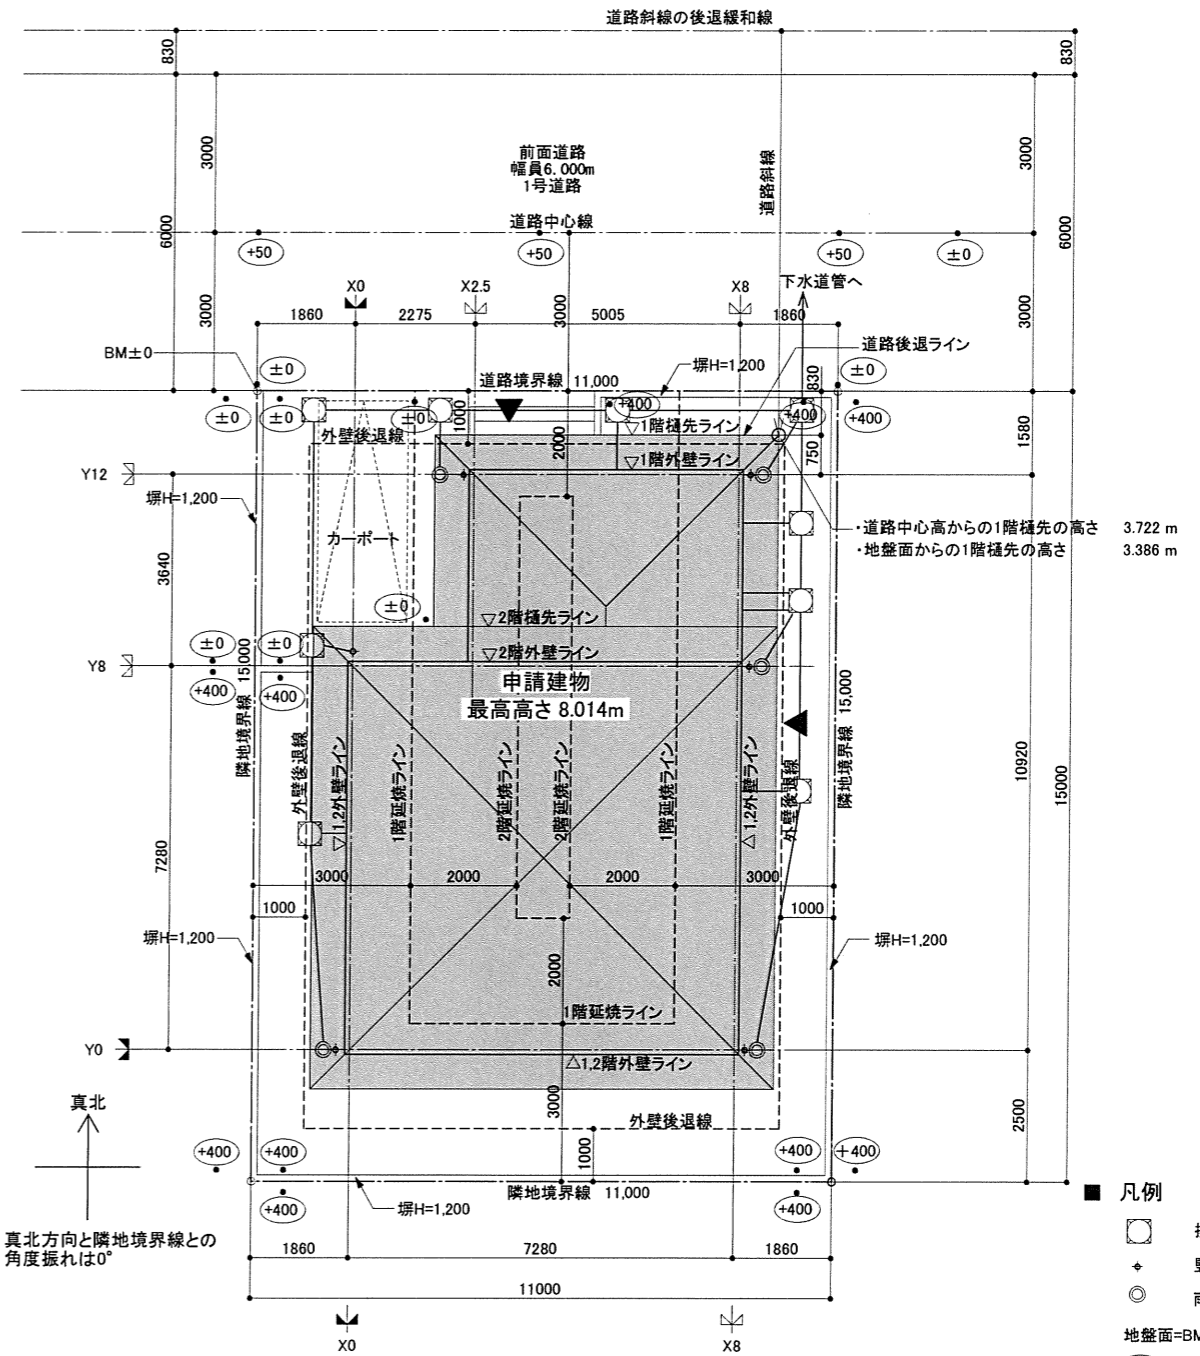 道路斜線の後退緩和線
830
830
3000
前面道路
幅員6.000m
1号道路
道路斜線
3000
6000
道路中心線
6000
+50
+50
+50
±0
下水道管へ
X0
X2.5
X8
3000
1860
2275
3000
5005
1860
3000
BM±0
±0
塀H=1,200
道路後退ライン
±0
道路境界線 11,000
830
±0
±0
±0
1000
+400
+400
+400
外壁後退線
▽1階樋先ライン
2000
1580
750
Y12
▽1階外壁ライン
塀H=1,200
カーポート
・道路中心高からの1階樋先の高さ 3.722 m
・地盤面からの1階樋先の高さ 3.386 m
3640
±0
▽2階樋先ライン
±0
±0
▽2階外壁ライン
Y8
+400
+400
申請建物
最高高さ 8.014m
隣地境界線 15,000
隣地境界線 15,000
外壁後退線
▽1,2外壁ライン
1階延焼ライン
2階延焼ライン
2階延焼ライン
1階延焼ライン
△1,2外壁ライン
外壁後退線
10920
15000
7280
3000
2000
2000
3000
1000
1000
塀H=1,200
塀H=1,200
2000
1階延焼ライン
Y0
△1,2階外壁ライン
真北
3000
外壁後退線
2500
+400
+400
1000
+400
+400
隣地境界線 11,000
+400
塀H=1,200
+400
真北方向と隣地境界線との
角度振れは0°
1860
7280
1860
11000
X0
X8
■ 凡例
地盤面=BM